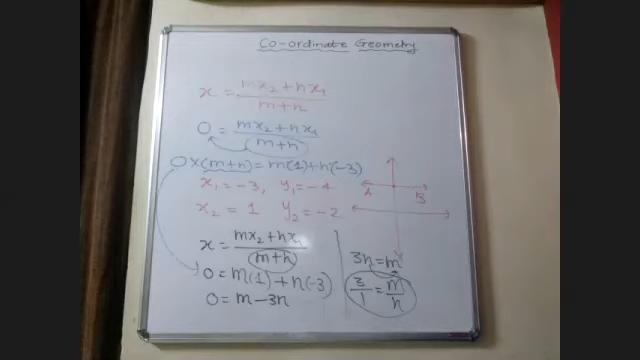 Co-ordinate Geometry
x = mx₂ + nx₁ / m+n
0 = mx₂ + nx₁ / (m+n)
0 x (m+n) = m(1) + n(-3)
x₁ = -3, y₁ = -4
x₂ = 1 y₂ = -2
A B
x = mx₂ + nx₁ / (m+n)
0 = m(1) + n(-3)
0 = m - 3n
3n = m
3/1 = m/n